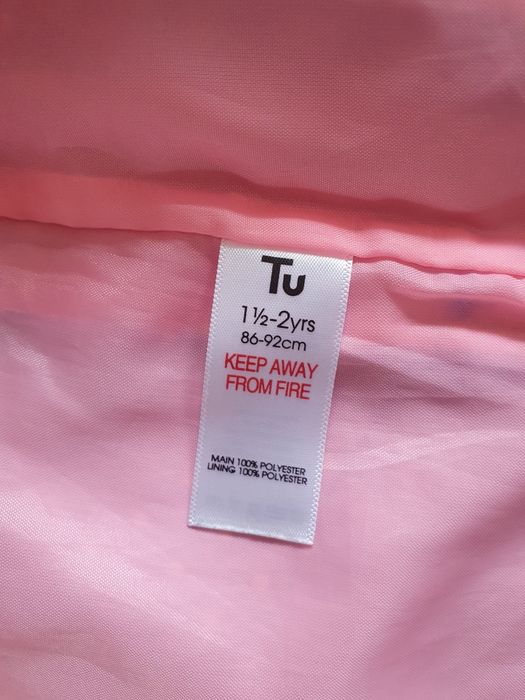 Tu
1½-2yrs
86-92cm
KEEP AWAY
FROM FIRE
MAIN 100% POLYESTER
LINING 100% POLYESTER